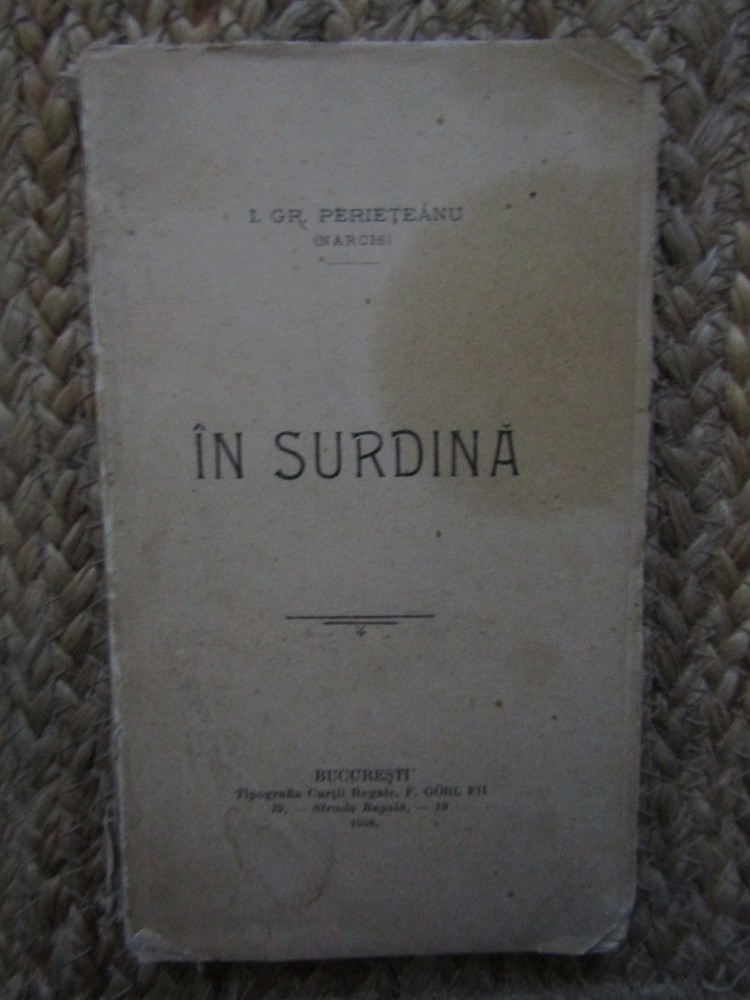 I. GR. PERIEȚEANU
(NARCIS)
ÎN SURDINĂ
BUCUREȘTI
Tipografia Curții Regale, F. GÖBL FII
19, — Strada Regală, — 19